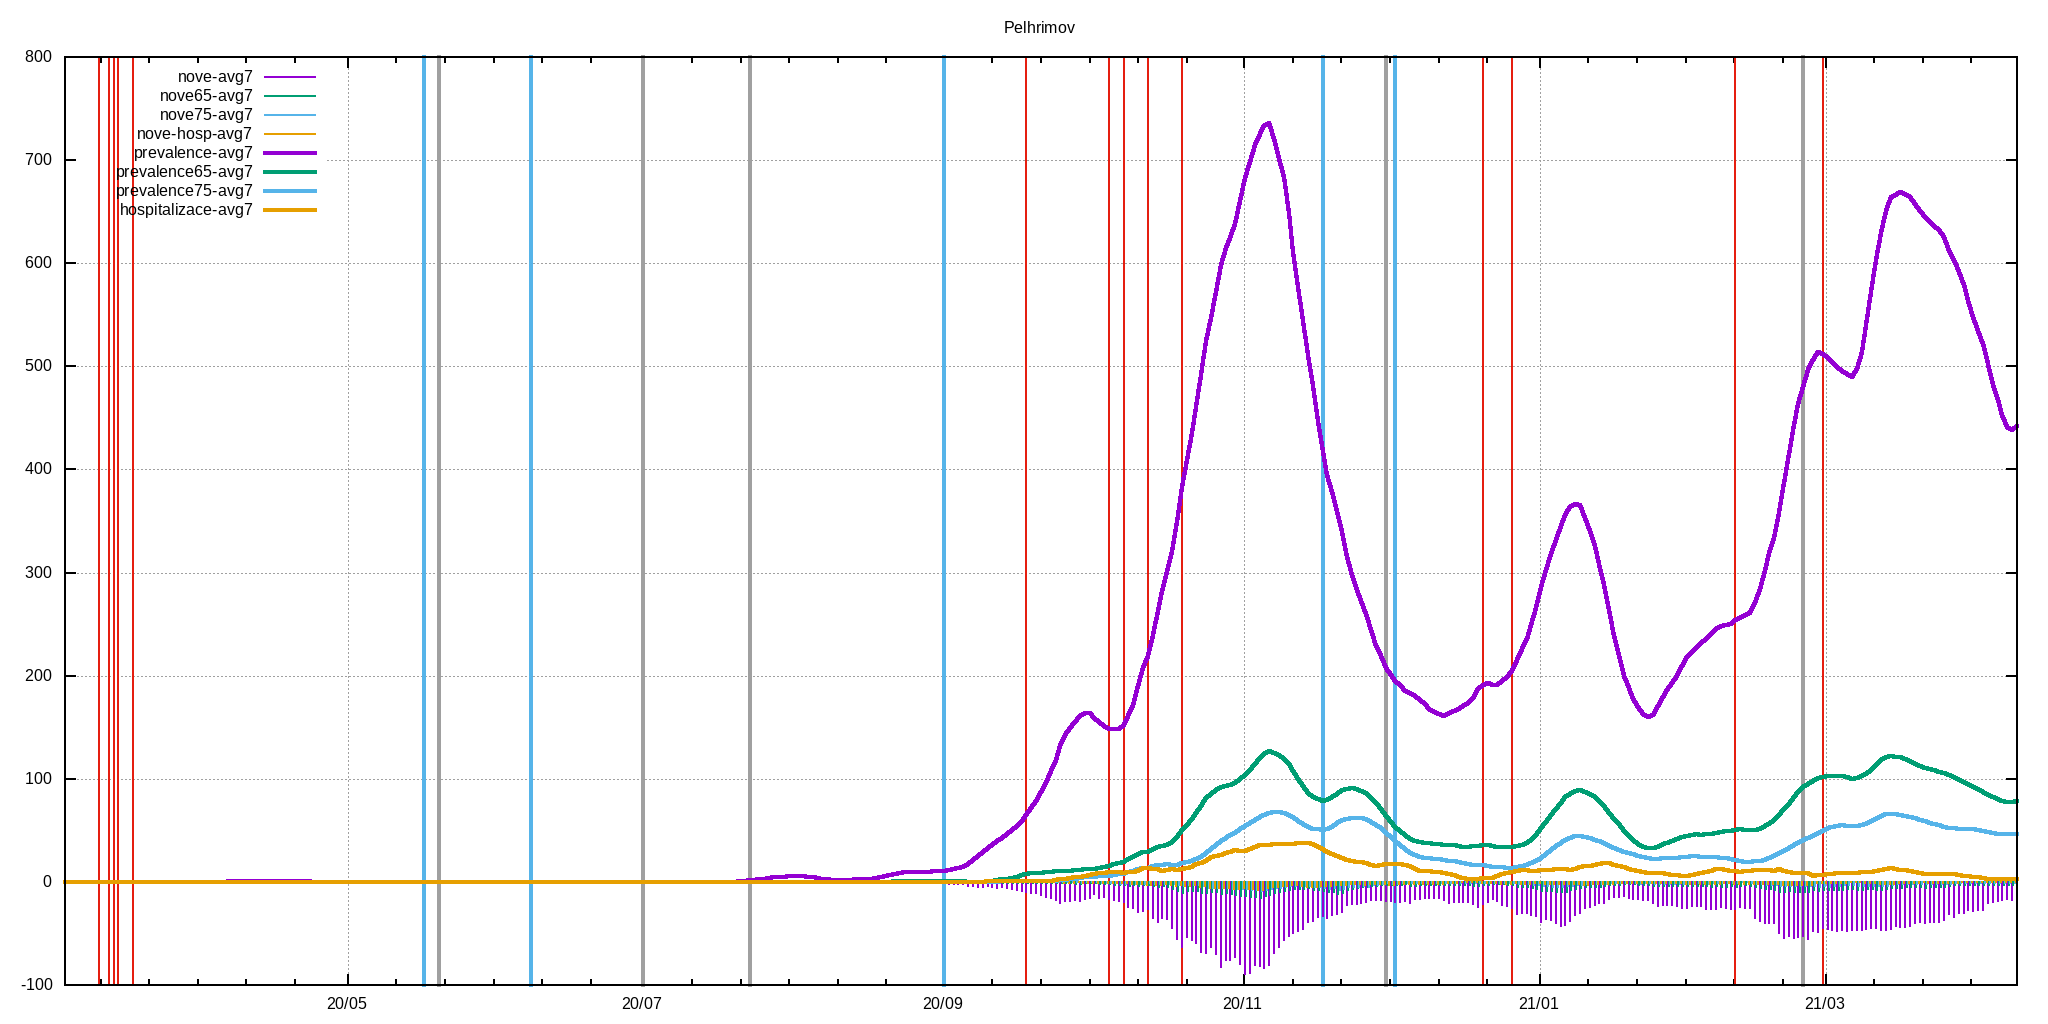 Pelhrimov
800
700
600
500
400
300
200
100
0
-100
nove-avg7
nove65-avg7
nove75-avg7
nove-hosp-avg7
prevalence-avg7
prevalence65-avg7
prevalence75-avg7
hospitalizace-avg7
20/05 20/07 20/09 20/11 21/01 21/03